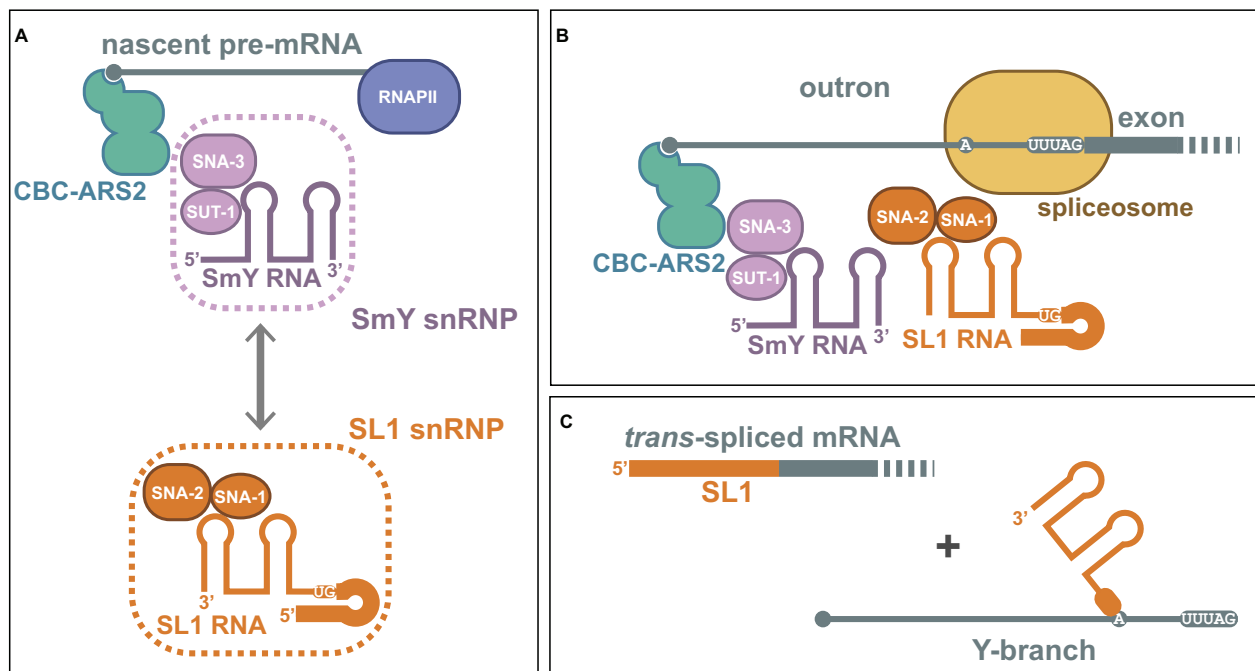 A
nascent pre-mRNA
RNAPII
SNA-3
CBC-ARS2
SUT-1
5’
3’
SmY RNA
SmY snRNP
SL1 snRNP
SNA-2
SNA-1
UG
3’
5’
SL1 RNA
B
outron
exon
A
UUUAG
SNA-2
SNA-1
spliceosome
SNA-3
CBC-ARS2
SUT-1
UG
5’
3’
SL1 RNA
SmY RNA
C
trans-spliced mRNA
5’
SL1
3’
+
A
UUUAG
Y-branch